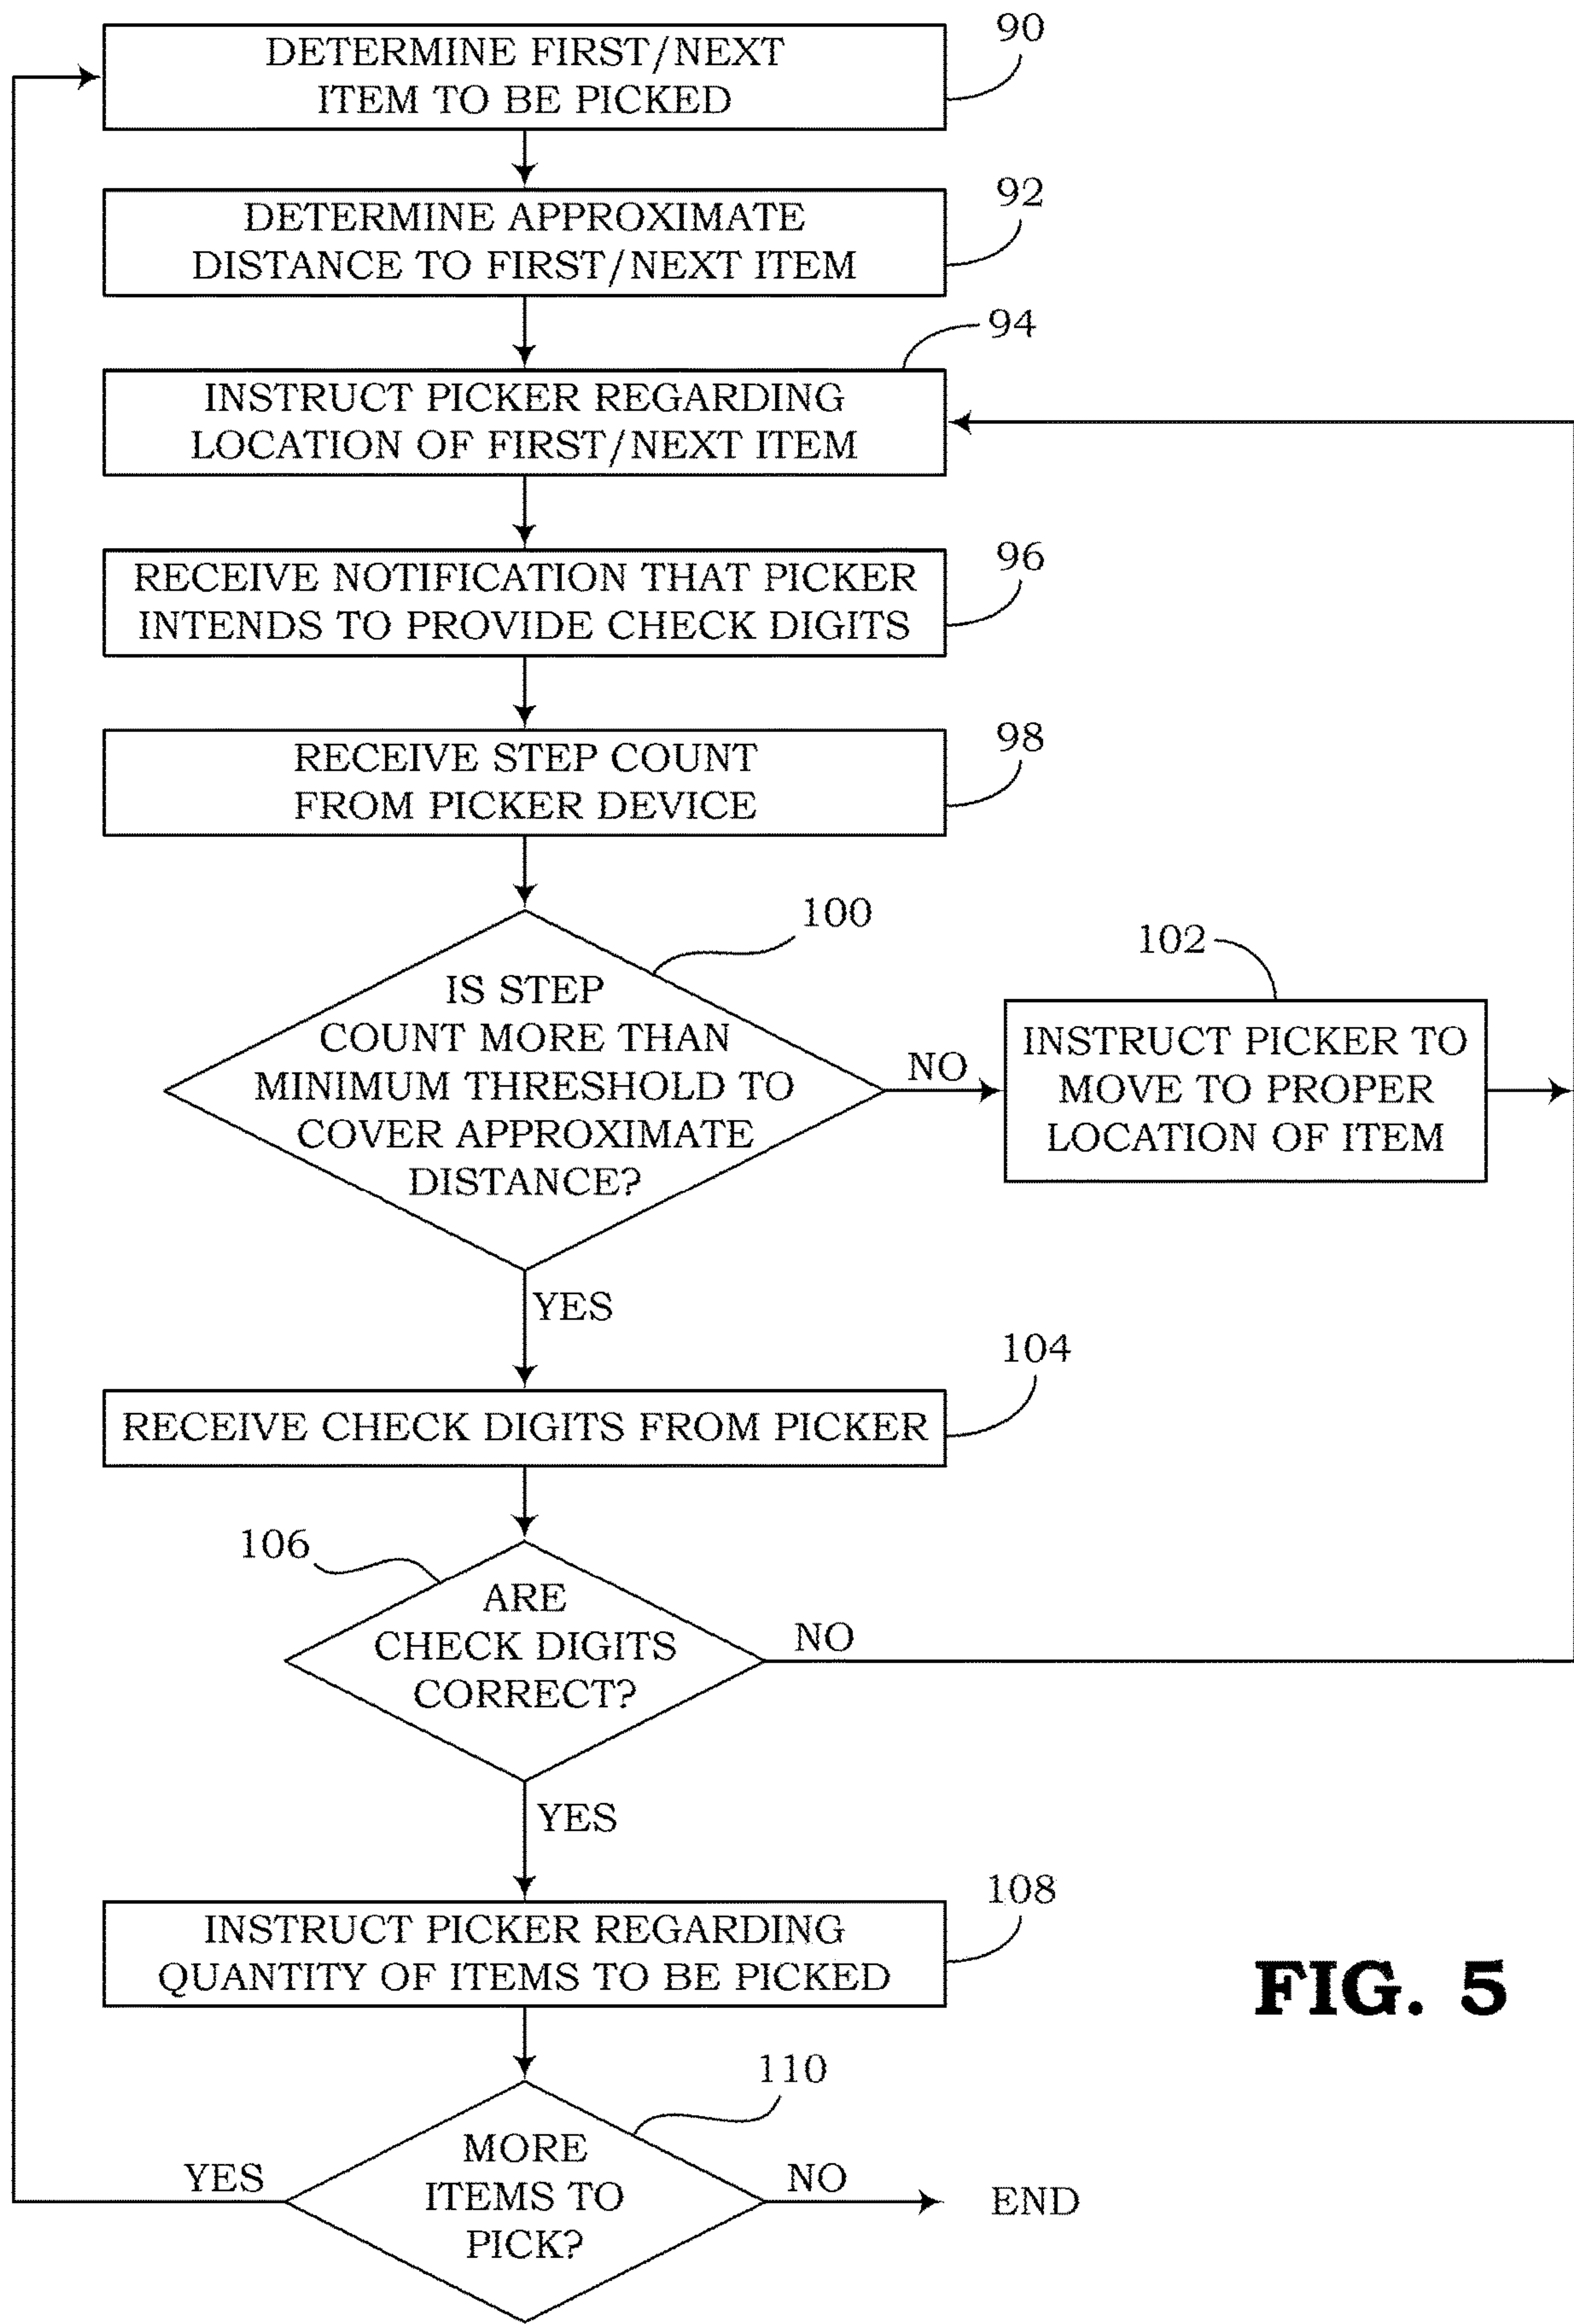 90
DETERMINE FIRST/NEXT
ITEM TO BE PICKED
92
DETERMINE APPROXIMATE
DISTANCE TO FIRST/NEXT ITEM
94
INSTRUCT PICKER REGARDING
LOCATION OF FIRST/NEXT ITEM
96
RECEIVE NOTIFICATION THAT PICKER
INTENDS TO PROVIDE CHECK DIGITS
98
RECEIVE STEP COUNT
FROM PICKER DEVICE
100
IS STEP
COUNT MORE THAN
MINIMUM THRESHOLD TO
COVER APPROXIMATE
DISTANCE?
NO
102
INSTRUCT PICKER TO
MOVE TO PROPER
LOCATION OF ITEM
YES
104
RECEIVE CHECK DIGITS FROM PICKER
106
ARE
CHECK DIGITS
CORRECT?
NO
YES
108
INSTRUCT PICKER REGARDING
QUANTITY OF ITEMS TO BE PICKED
FIG. 5
110
MORE
ITEMS TO
PICK?
YES
NO
END